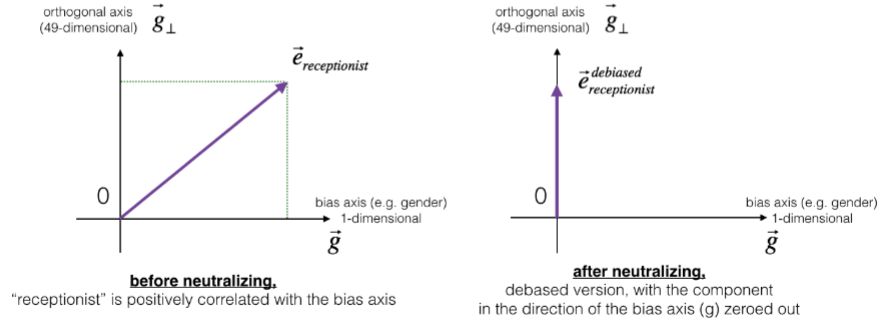 orthogonal axis
(49-dimensional) g⊥
e receptionist
0
bias axis (e.g. gender)
1-dimensional
g
before neutralizing,
“receptionist” is positively correlated with the bias axis
orthogonal axis
(49-dimensional) g⊥
e debiased receptionist
0
bias axis (e.g. gender)
1-dimensional
g
after neutralizing,
debased version, with the component
in the direction of the bias axis (g) zeroed out